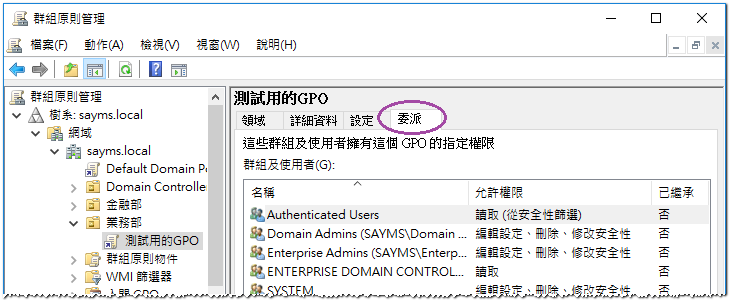 群組原則管理
檔案(F) 動作(A) 檢視(V) 視窗(W) 說明(H)
群組原則管理
樹系: sayms.local
網域
sayms.local
Default Domain Po
Domain Controller
金融部
業務部
測試用的GPO
群組原則物件
WMI 篩選器
測試用的GPO
領域 詳細資料 設定 委派
這些群組及使用者擁有這個 GPO 的指定權限
群組及使用者(G):
名稱 允許權限 已繼承
Authenticated Users 讀取 (從安全性篩選) 否
Domain Admins (SAYMS\Domain ... 編輯設定、刪除、修改安全性 否
Enterprise Admins (SAYMS\Enterp... 編輯設定、刪除、修改安全性 否
ENTERPRISE DOMAIN CONTROL... 讀取 否
SYSTEM 編輯設定、刪除、修改安全性 否